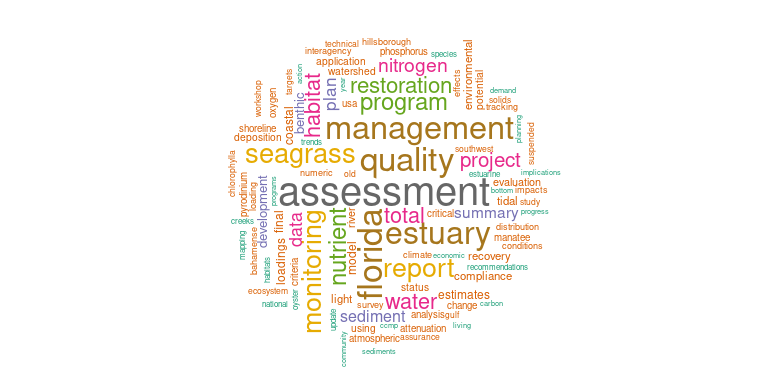 technical
hillsborough
interagency
phosphorus
species
application
nitrogen
environmental
watershed
action
targets
year
effects
potential
restoration
demand
workshop
oxygen
habitat
plan
usa
program
solids
tracking
benthic
coastal
shoreline
deposition
management
planning
suspended
trends
seagrass
quality
southwest
project
chlorophylla
numeric
old
estuarine
implications
pyrodinium
loading
programs
assessment
evaluation
bottom
impacts
tidal
study
development
creeks
final
data
nutrient
river
florida
total
critical
summary
progress
estuary
distribution
manatee
conditions
mapping
bahamense
habitats
loadings
criteria
monitoring
model
climate
economic
recovery
report
recommendations
compliance
ecosystem
status
national
oyster
light
survey
water
estimates
change
carbon
update
sediment
analysis
gulf
using
ccmp
attenuation
living
community
atmospheric
assurance
sediments